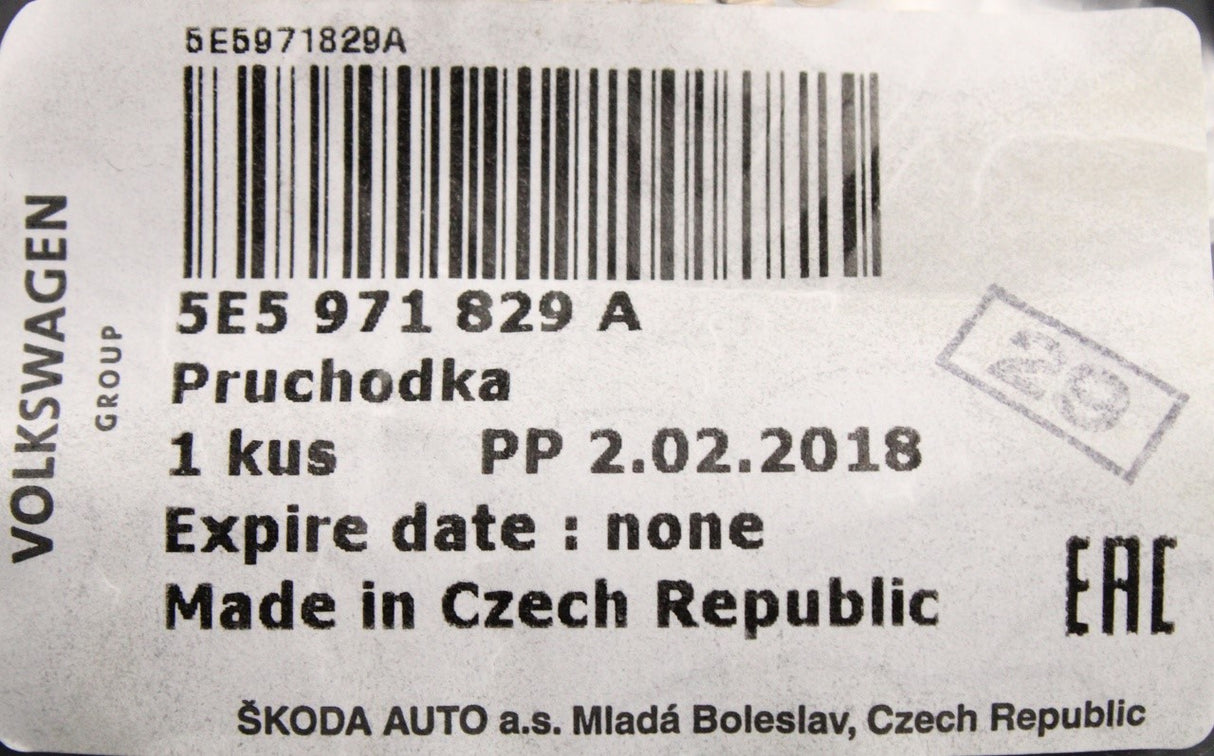 5E5971829A
VOLKSWAGEN
GROUP
5E5 971 829 A
Pruchodka
1 kus PP 2.02.2018
Expire date : none
Made in Czech Republic
29
EAC
ŠKODA AUTO a.s. Mladá Boleslav, Czech Republic